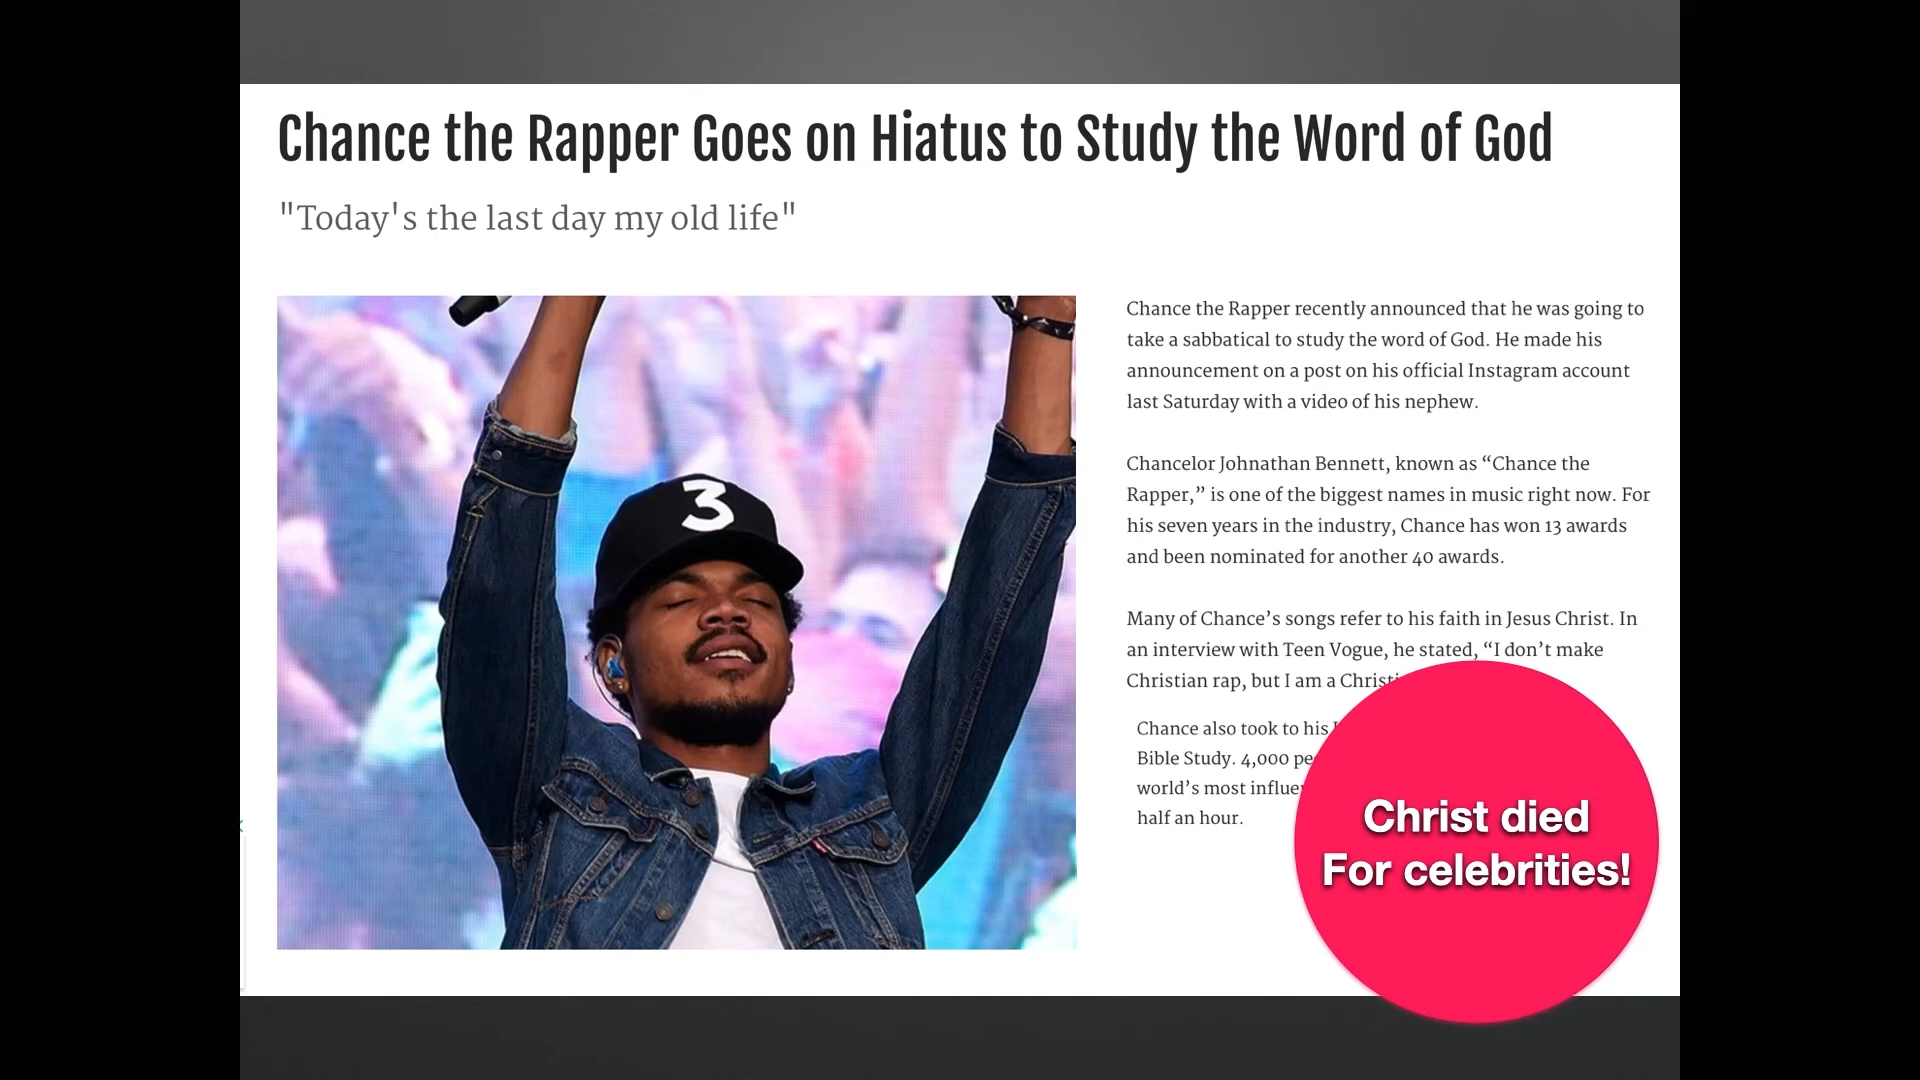 Chance the Rapper Goes on Hiatus to Study the Word of God
"Today's the last day my old life"
3
Chance the Rapper recently announced that he was going to
take a sabbatical to study the word of God. He made his
announcement on a post on his official Instagram account
last Saturday with a video of his nephew.
Chancelor Johnathan Bennett, known as “Chance the
Rapper,” is one of the biggest names in music right now. For
his seven years in the industry, Chance has won 13 awards
and been nominated for another 40 awards.
Many of Chance’s songs refer to his faith in Jesus Christ. In
an interview with Teen Vogue, he stated, “I don’t make
Christian rap, but I am a Christi
Chance also took to his
Bible Study. 4,000 pe
world’s most influe
half an hour.
Christ died
For celebrities!